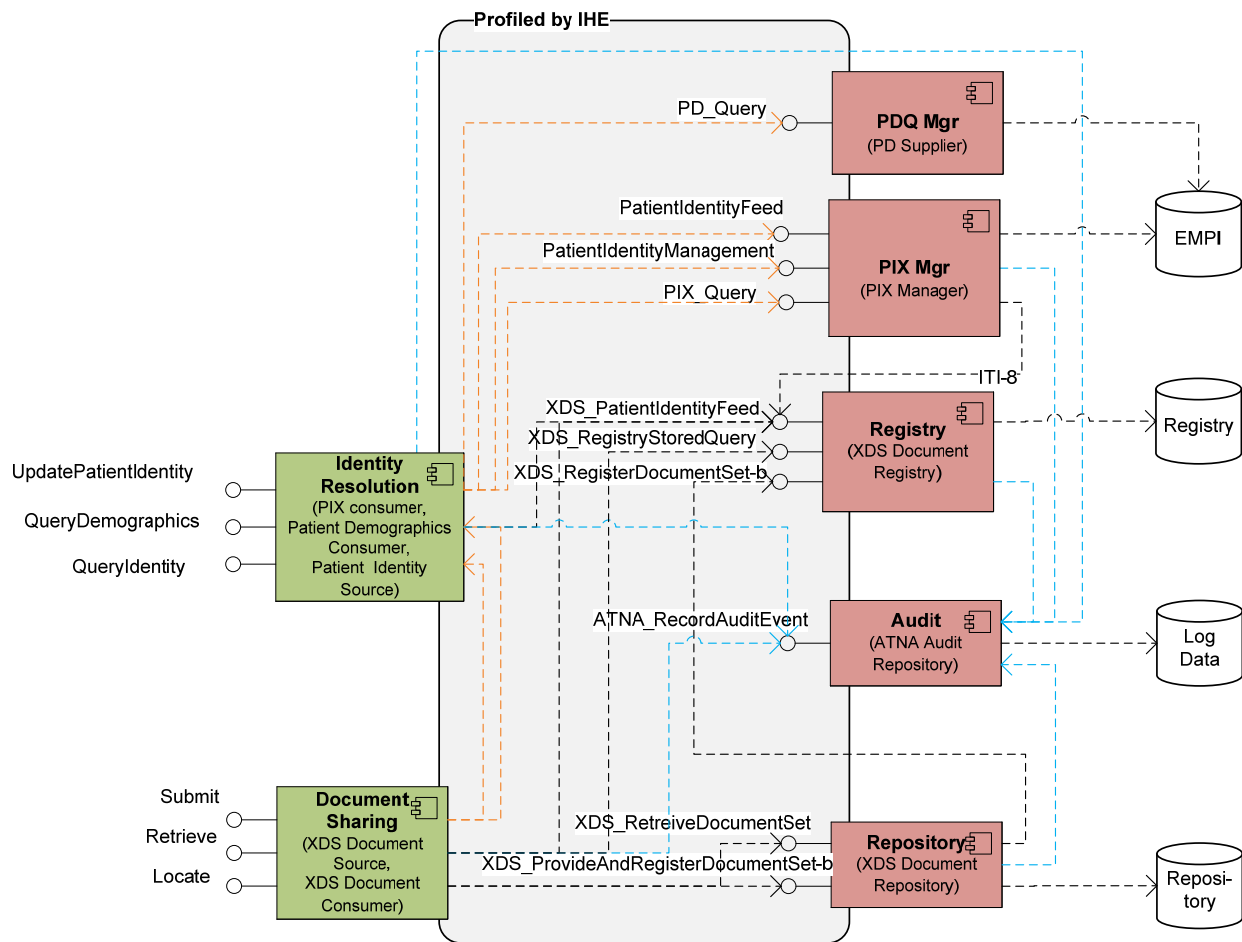 Profiled by IHE
PD_Query
PDQ Mgr
(PD Supplier)
PatientIdentityFeed
PatientIdentityManagement
PIX_Query
PIX Mgr
(PIX Manager)
EMPI
ITI-8
XDS_PatientIdentityFeed
XDS_RegistryStoredQuery
XDS_RegisterDocumentSet-b
Registry
(XDS Document
Registry)
Registry
UpdatePatientIdentity
QueryDemographics
QueryIdentity
Identity
Resolution
(PIX consumer,
Patient Demographics
Consumer,
Patient Identity
Source)
ATNA_RecordAuditEvent
Audit
(ATNA Audit
Repository)
Log
Data
Submit
Retrieve
Locate
Document
Sharing
(XDS Document
Source,
XDS Document
Consumer)
XDS_RetreiveDocumentSet
XDS_ProvideAndRegisterDocumentSet-b
Repository
(XDS Document
Repository)
Reposi-
tory